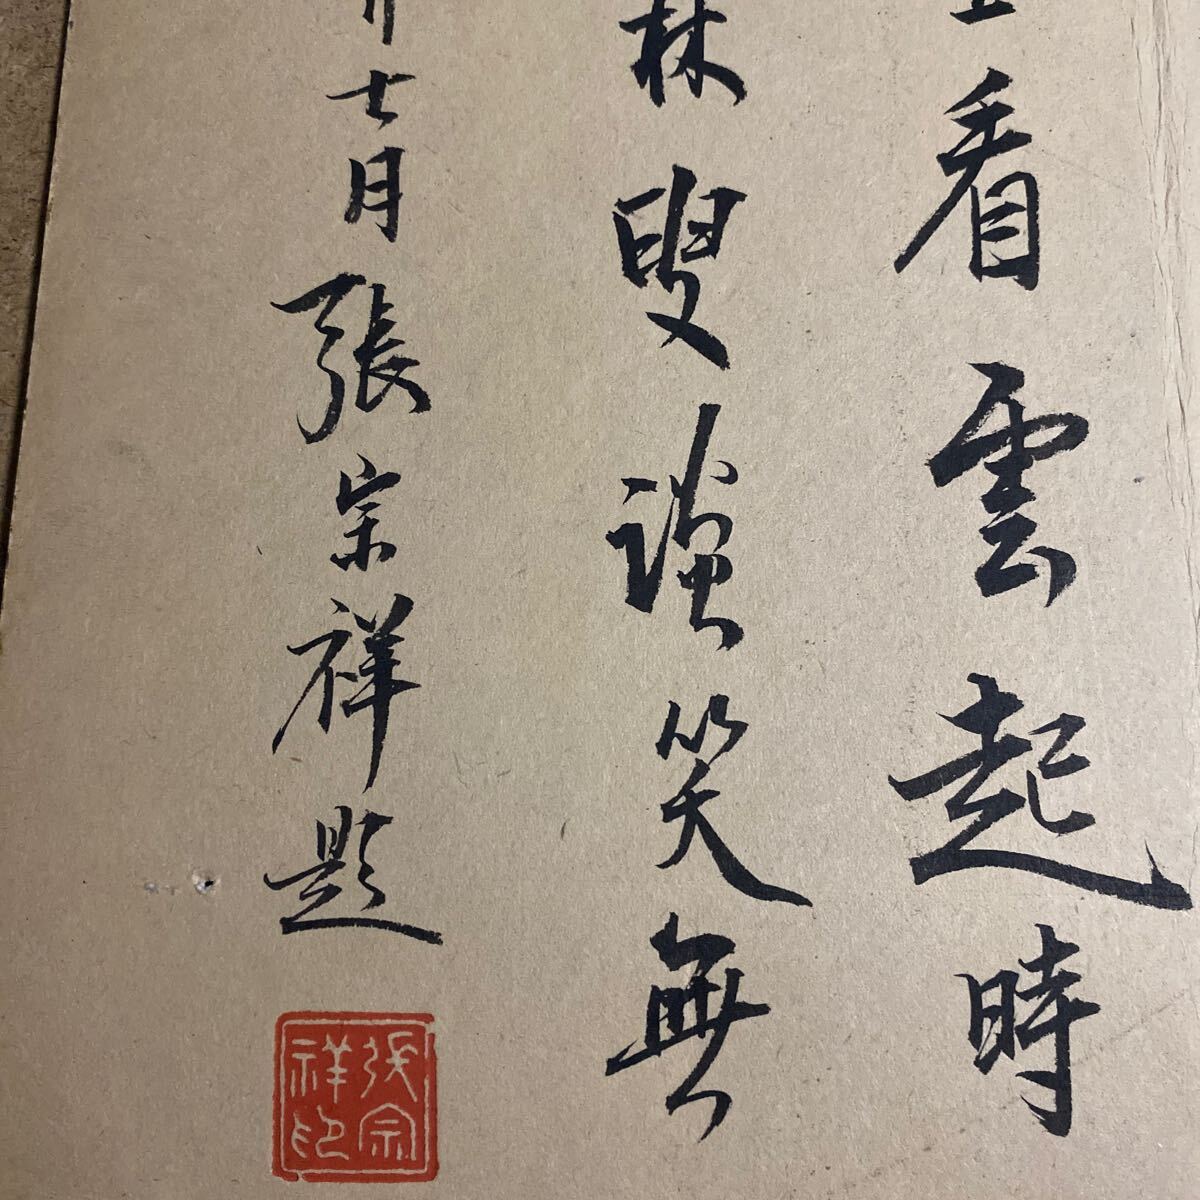 看雲起時
林叟談笑無
七月張宗祥題
張宗祥印